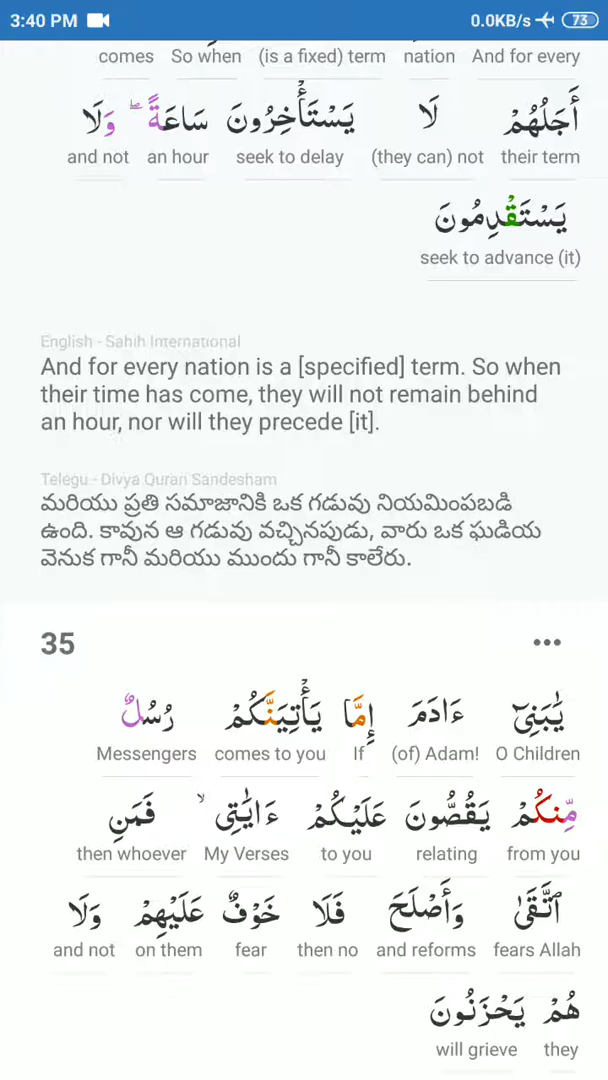 3:40 PM 0.0KB/s 73
comes So when (is a fixed) term nation And for every
أَجَلُهُمْ لَا يَسْتَأْخِرُونَ سَاعَةً ۖ وَلَا
and not an hour seek to delay (they can) not their term
يَسْتَقْدِمُونَ
seek to advance (it)
English - Sahih International
And for every nation is a [specified] term. So when
their time has come, they will not remain behind
an hour, nor will they precede [it].
Telegu - Divya Quran Sandesham
మరియు ప్రతి సమాజానికి ఒక గడువు నియమింపబడి
ఉంది. కావున ఆ గడువు వచ్చినపుడు, వారు ఒక ఘడియ
వెనుక గానీ మరియు ముందు గానీ కాలేరు.
35
يَٰبَنِىٓ ءَادَمَ إِمَّا يَأْتِيَنَّكُمْ رُسُلٌ
Messengers comes to you If (of) Adam! O Children
مِّنكُمْ يَقُصُّونَ عَلَيْكُمْ ءَايَٰتِى ۙ فَمَنِ
then whoever My Verses to you relating from you
ٱتَّقَىٰ وَأَصْلَحَ فَلَا خَوْفٌ عَلَيْهِمْ وَلَا
and not on them fear then no and reforms fears Allah
هُمْ يَحْزَنُونَ
will grieve they